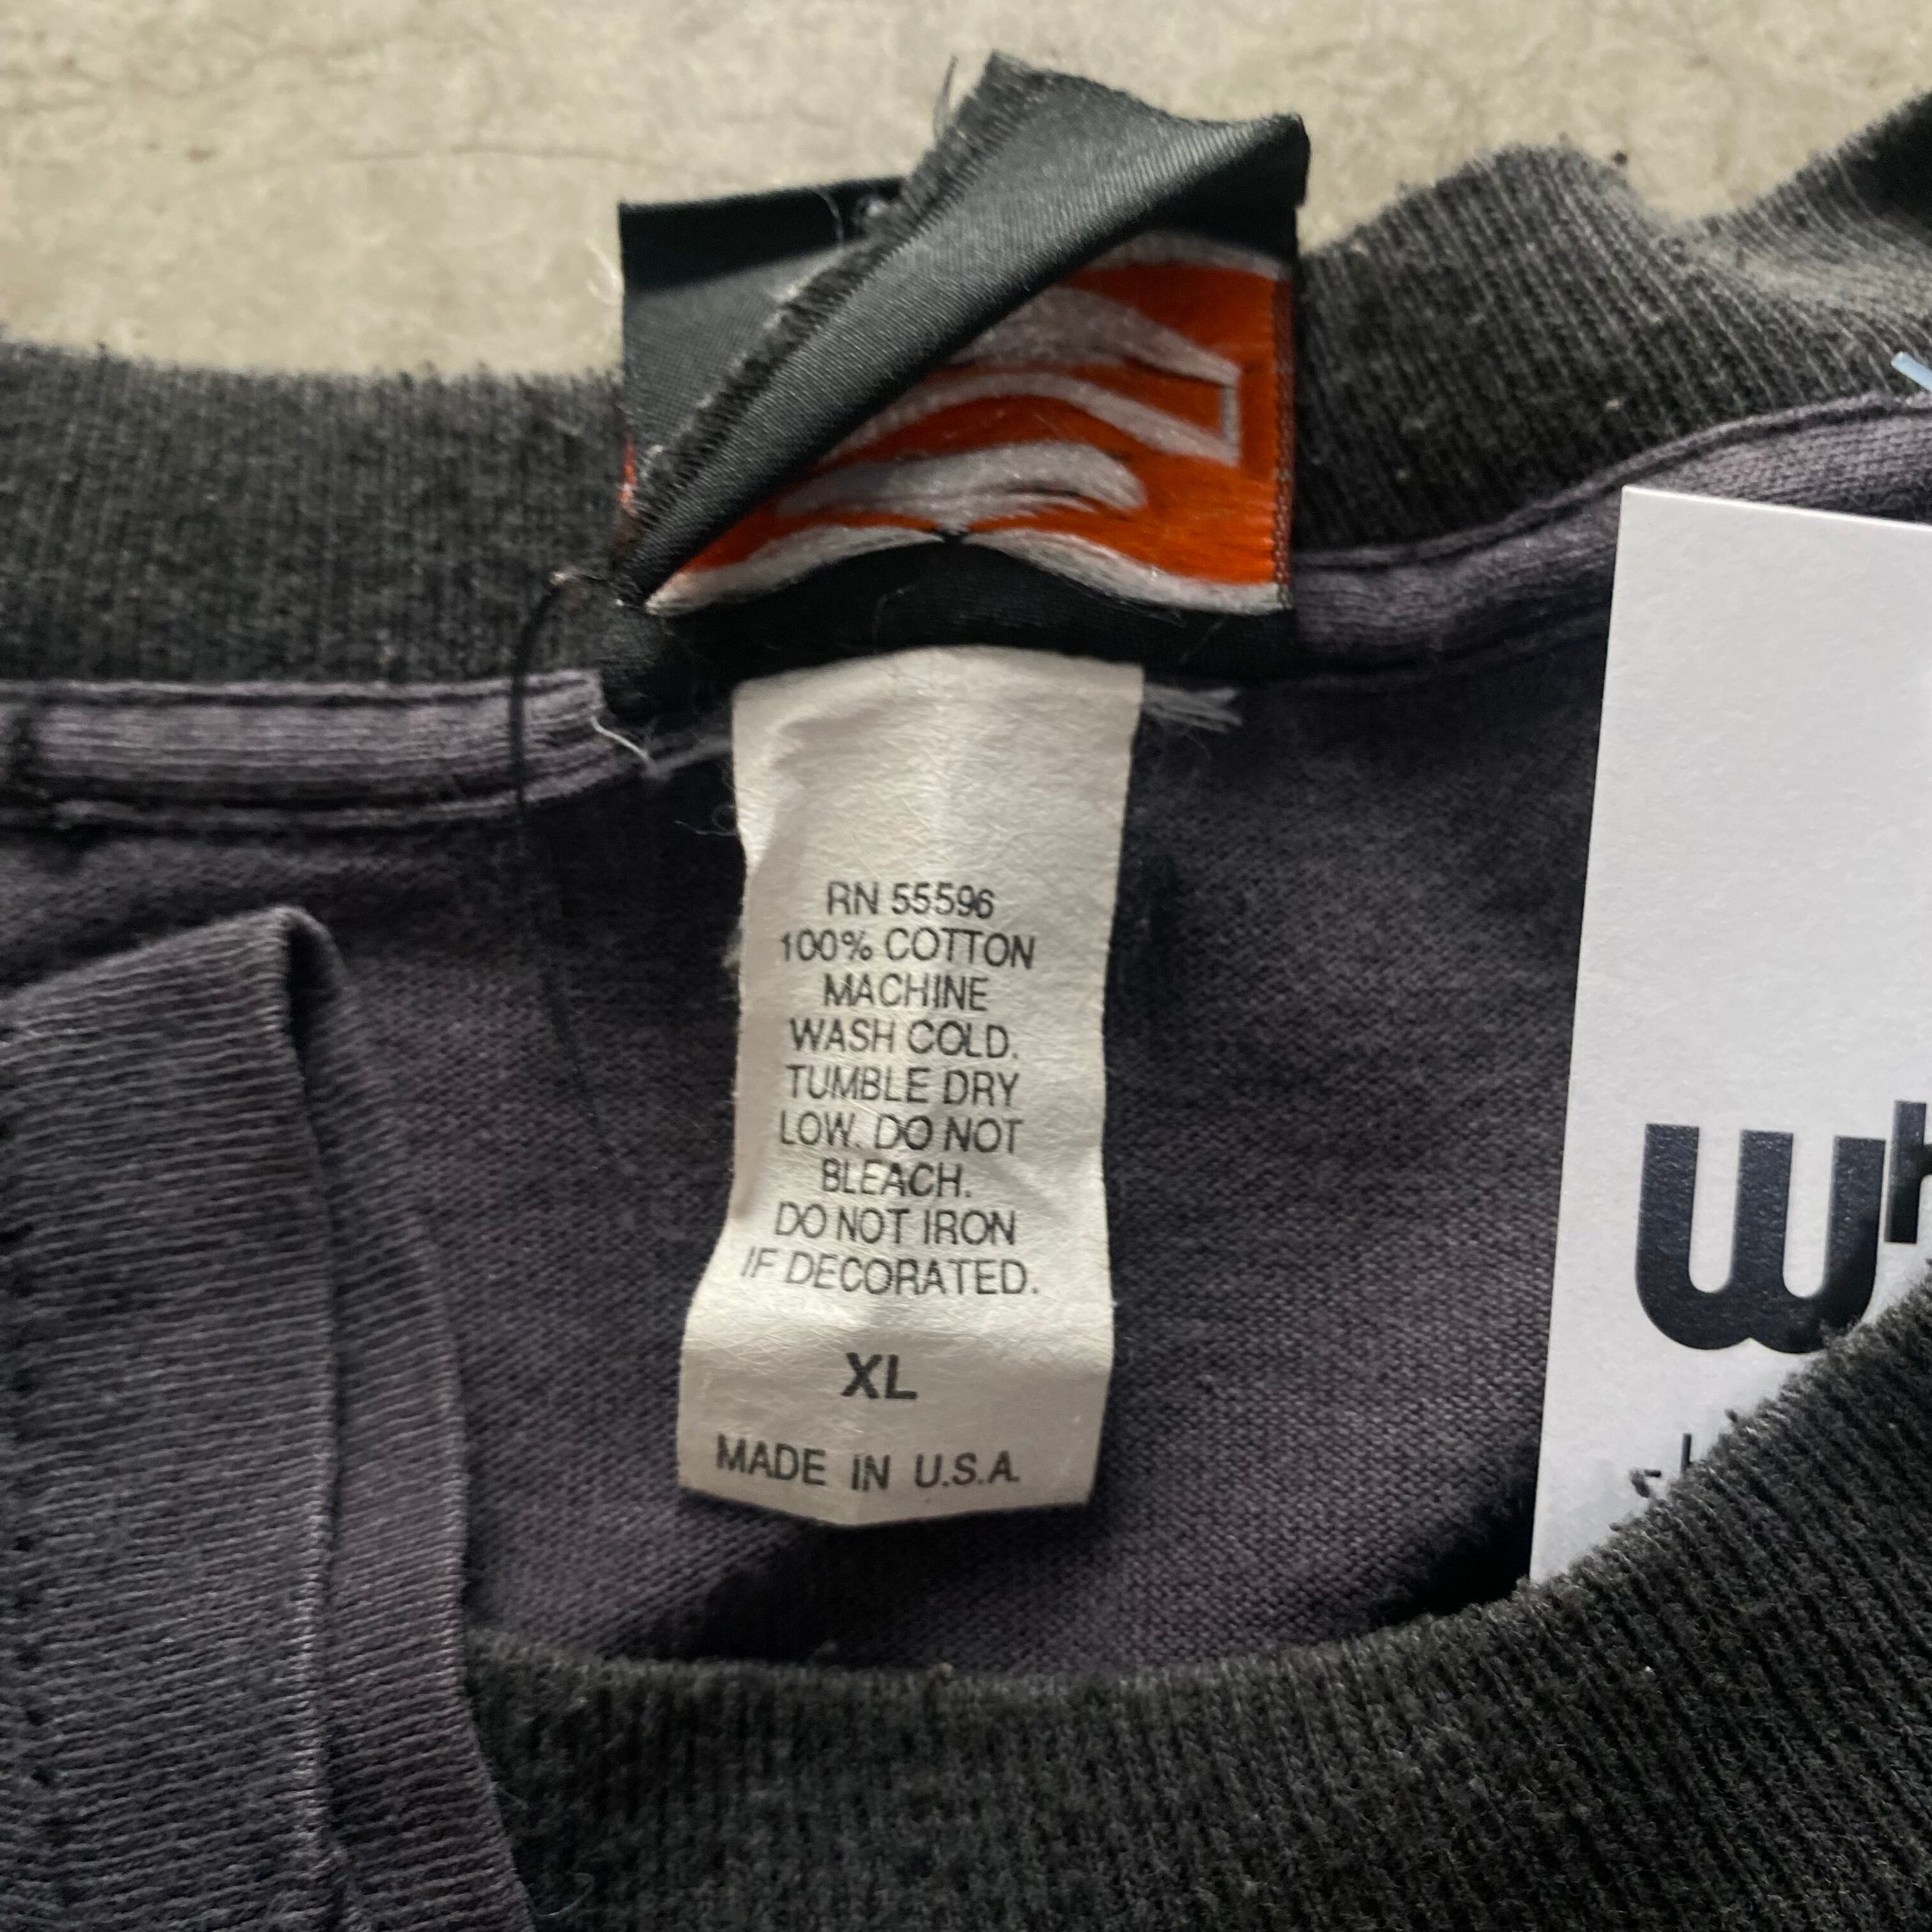 RN 55596
100% COTTON
MACHINE
WASH COLD.
TUMBLE DRY
LOW. DO NOT
BLEACH.
DO NOT IRON
IF DECORATED.
XL
MADE IN U.S.A.